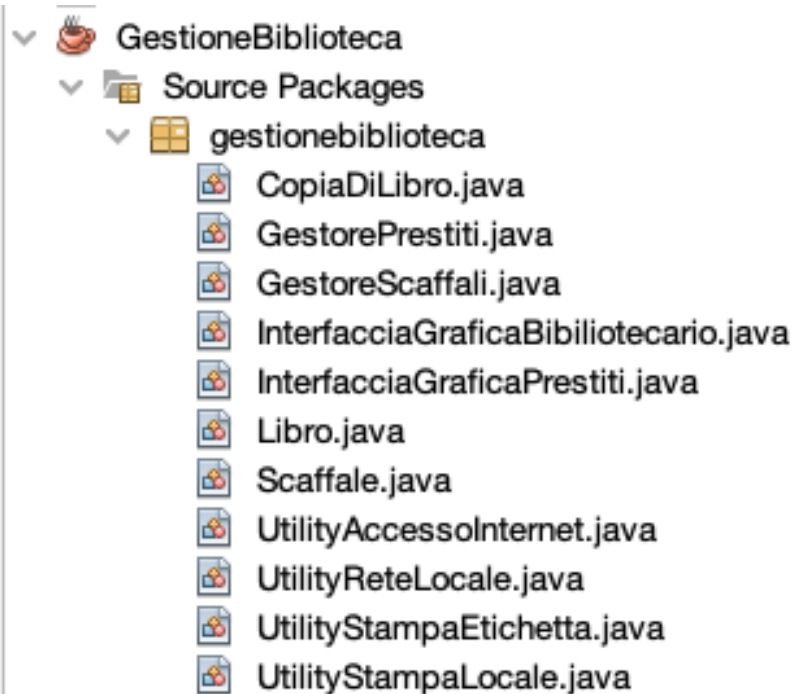 GestioneBiblioteca
Source Packages
gestionebiblioteca
CopiaDiLibro.java
GestorePrestiti.java
GestoreScaffali.java
InterfacciaGraficaBibiliotecario.java
InterfacciaGraficaPrestiti.java
Libro.java
Scaffale.java
UtilityAccessoInternet.java
UtilityReteLocale.java
UtilityStampaEtichetta.java
UtilityStampaLocale.java